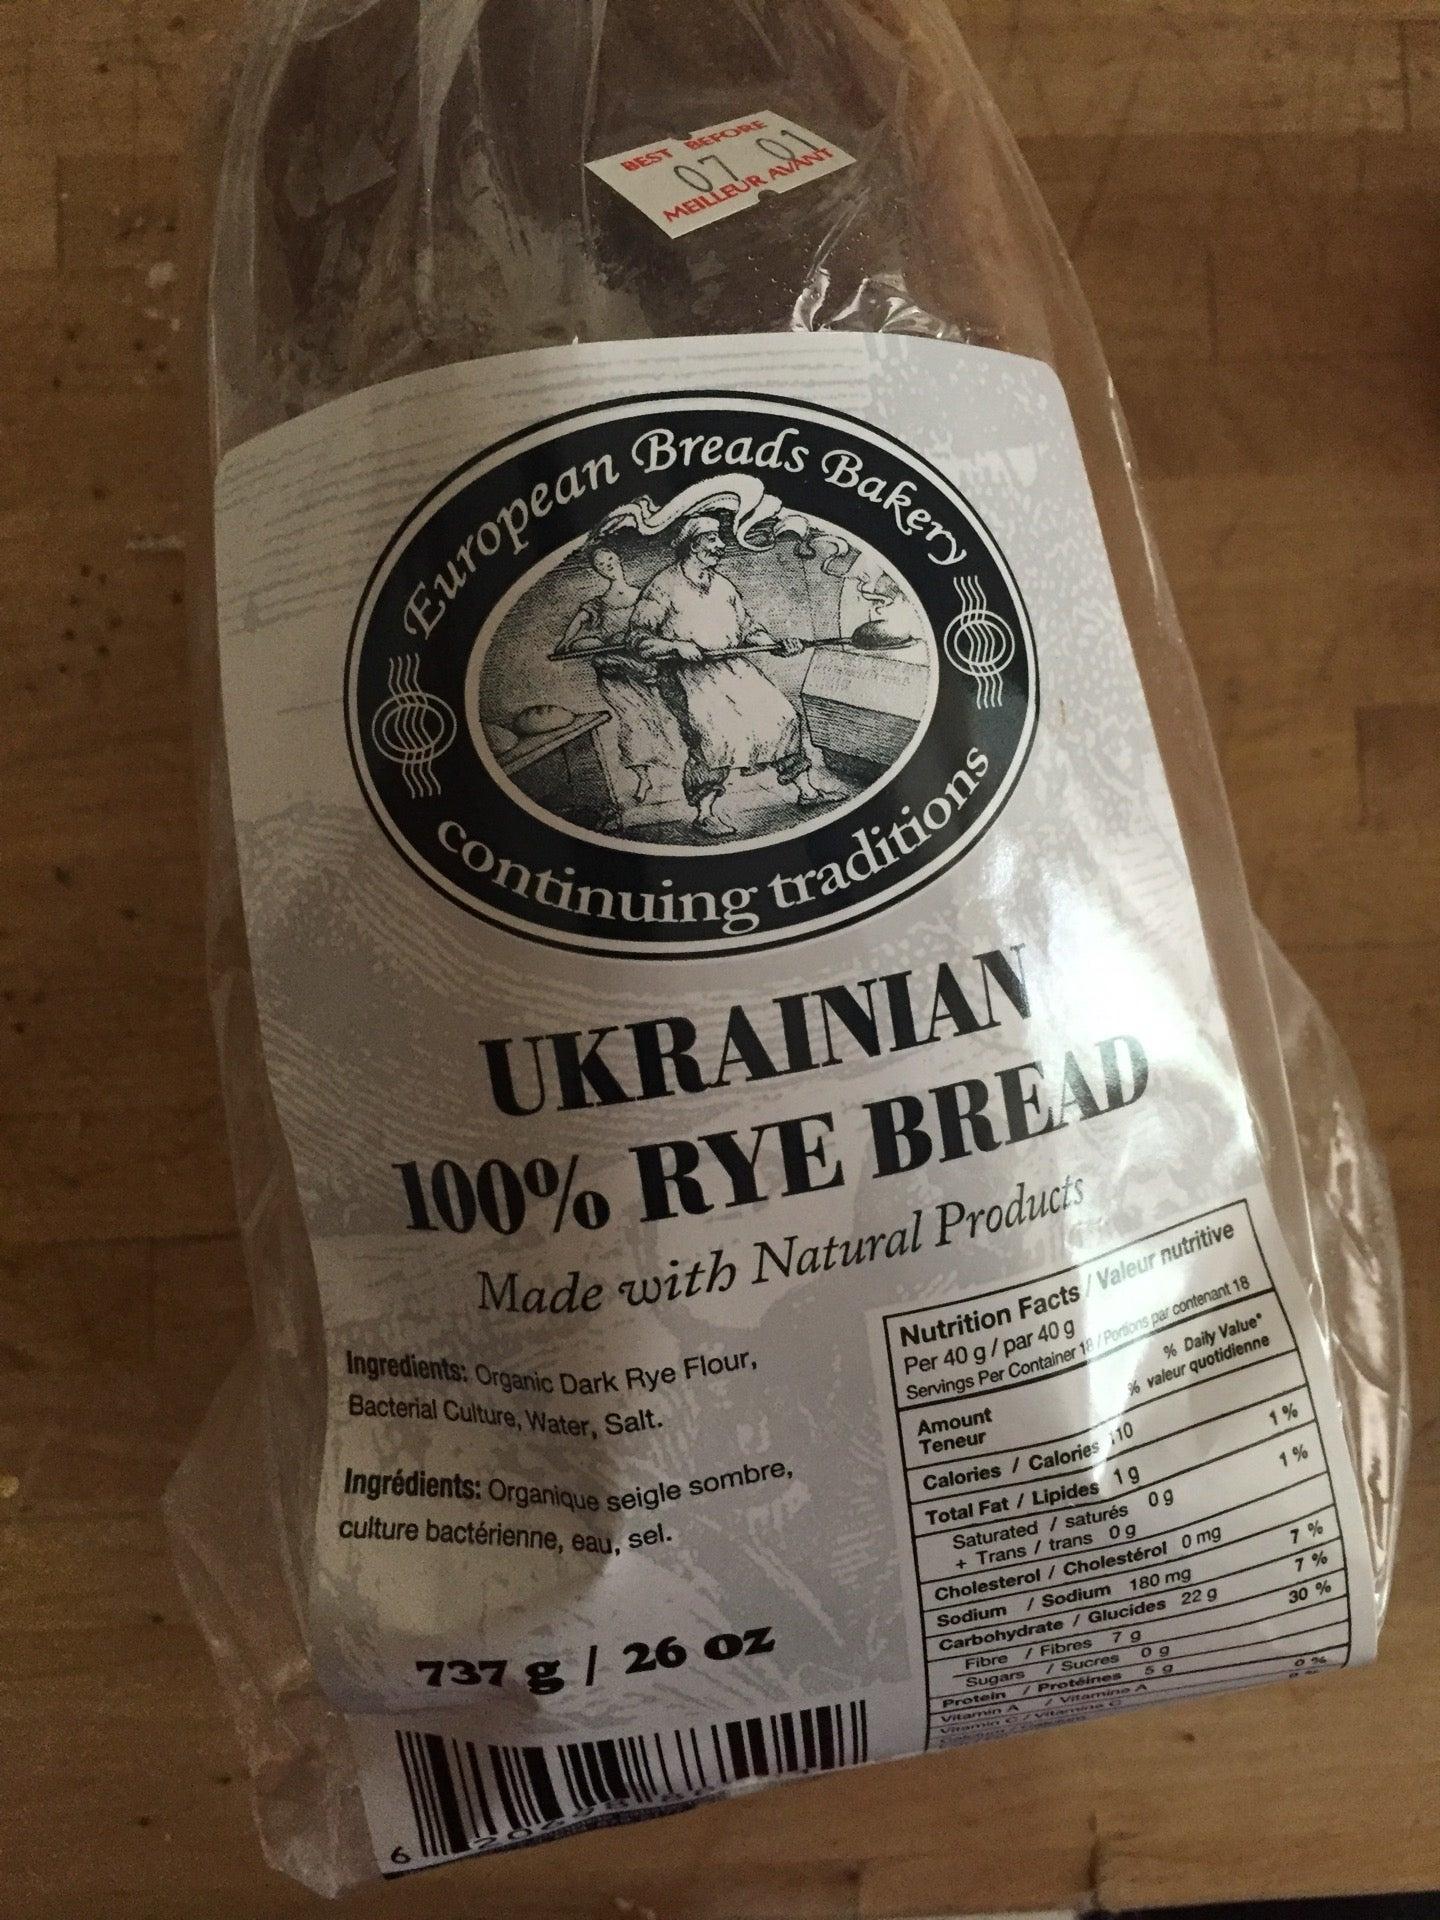 BEST BEFORE
07 01
MEILLEUR AVANT
European Breads Bakery
continuing traditions
UKRAINIAN
100% RYE BREAD
Made with Natural Products
Ingredients: Organic Dark Rye Flour,
Bacterial Culture, Water, Salt.
Ingrédients: Organique seigle sombre,
culture bactérienne, eau, sel.
737 g / 26 oz
Nutrition Facts / Valeur nutritive
Per 40 g / par 40 g
Servings Per Container 18 / Portions par contenant 18
% Daily Value*
% valeur quotidienne
Amount
Teneur
Calories / Calories 110
Total Fat / Lipides 1 g 1 %
Saturated / saturés 0 g 1 %
+ Trans / trans 0 g
Cholesterol / Cholestérol 0 mg
Sodium / Sodium 180 mg 7 %
Carbohydrate / Glucides 22 g 7 %
Fibre / Fibres 7 g 30 %
Sugars / Sucres 0 g
Protein / Protéines 5 g
Vitamin A / Vitamine A 0 %
Vitamin C / Vitamine C
6